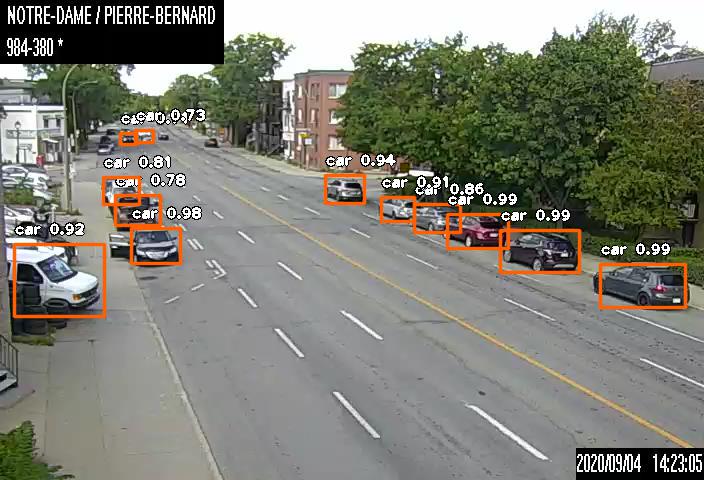 NOTRE-DAME / PIERRE-BERNARD
984-380 *
car 0.73
car 0.81
car 0.94
0.78
car 0.91
0.86
car 0.98
car 0.99
car 0.99
car 0.92
car 0.99
2020/09/04 14:23:05